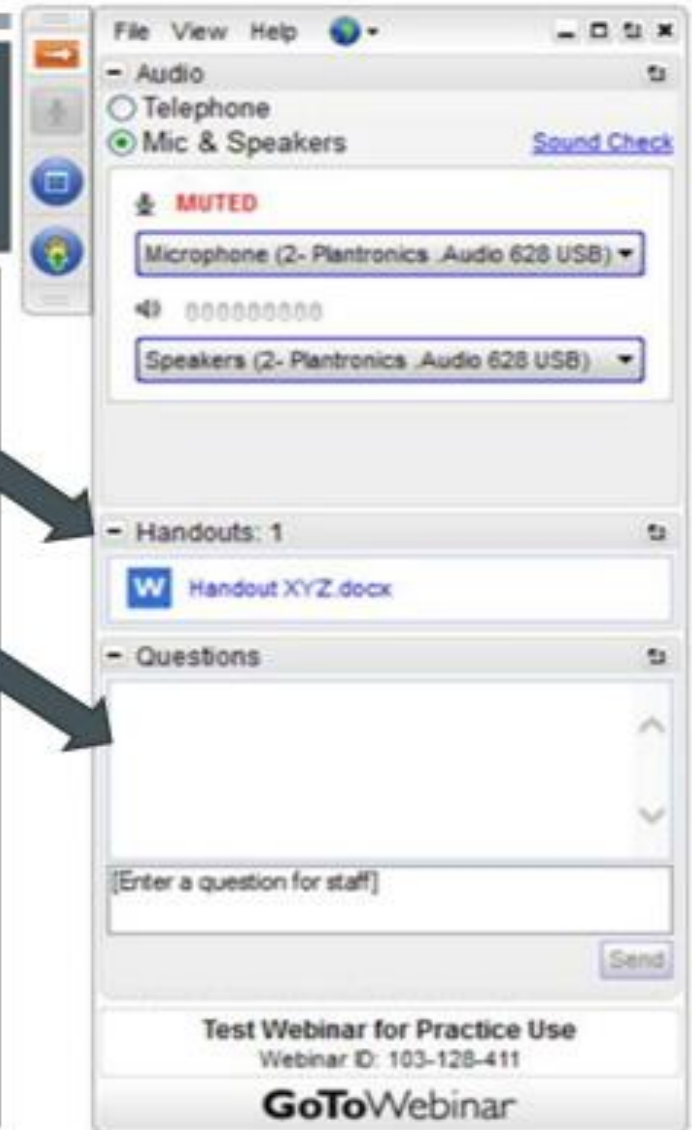 File View Help
- Audio
Telephone
Mic & Speakers Sound Check
MUTED
Microphone (2- Plantronics .Audio 628 USB)
Speakers (2- Plantronics .Audio 628 USB)
- Handouts: 1
W Handout XYZ.docx
- Questions
[Enter a question for staff]
Send
Test Webinar for Practice Use
Webinar ID: 103-128-411
GoToWebinar